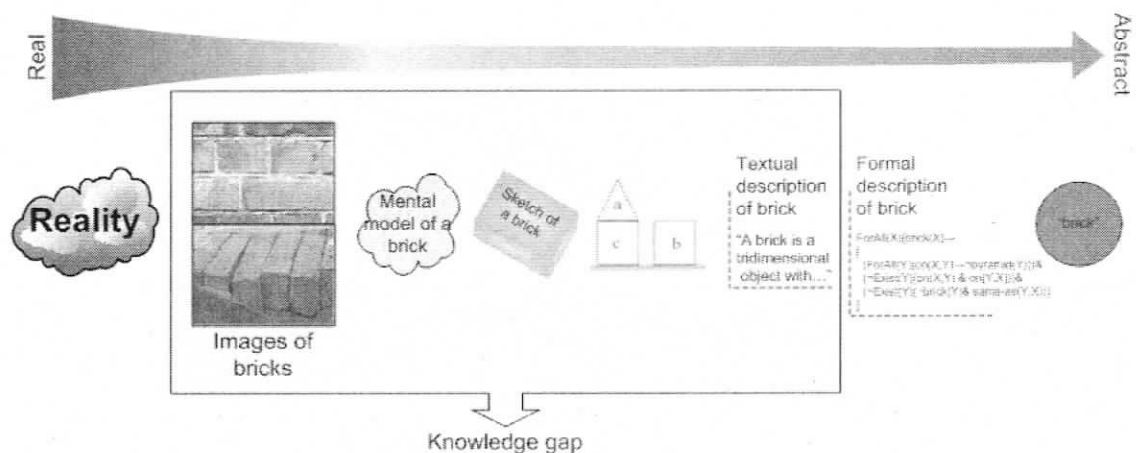 Real
Abstract
Reality
Images of
bricks
Mental
model of a
brick
Sketch of
a brick
a
c
b
Textual
description
of brick
"A brick is a
tridimensional
object with…"
Formal
description
of brick
"brick"
Knowledge gap